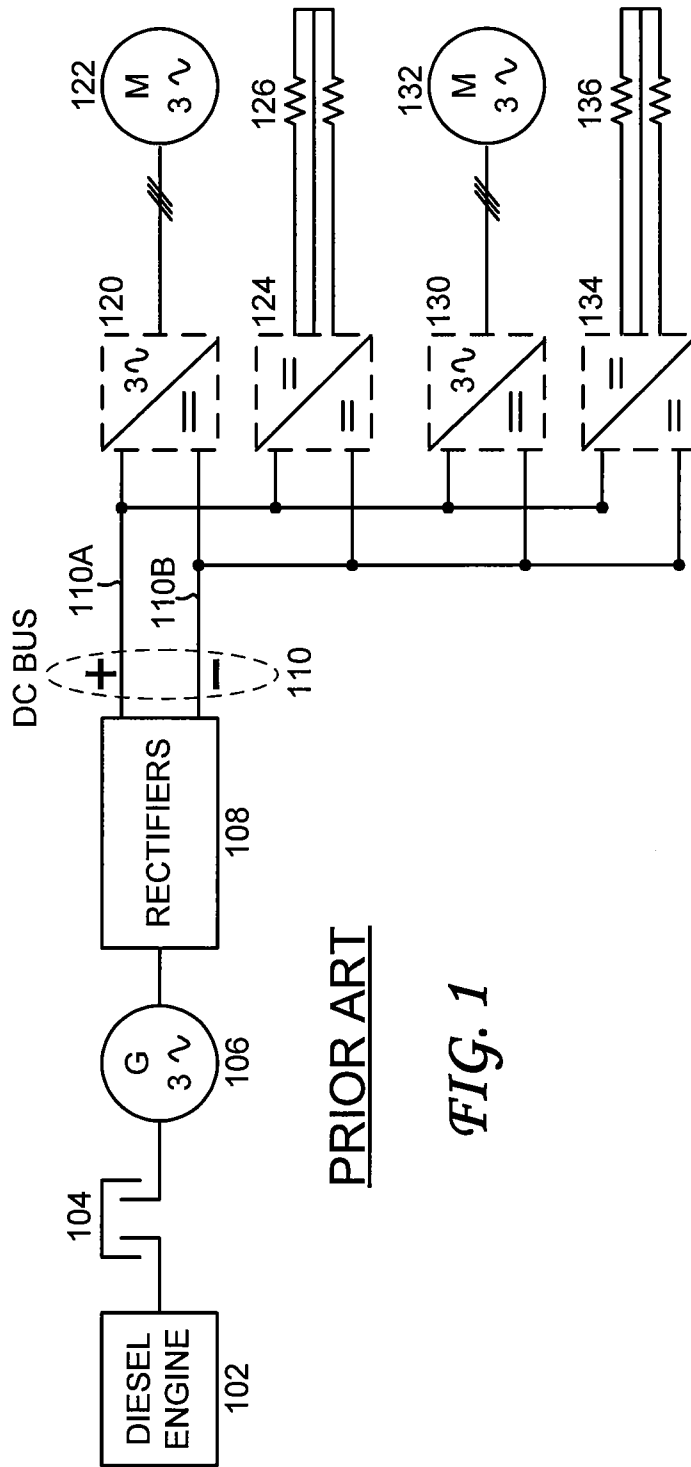 DIESEL
ENGINE
102
104
G
3∿
106
RECTIFIERS
108
DC BUS
+
−
110
110A
110B
120
3∿
=
M
3∿
122
124
=
=
126
130
3∿
=
M
3∿
132
134
=
=
136
PRIOR ART
FIG. 1